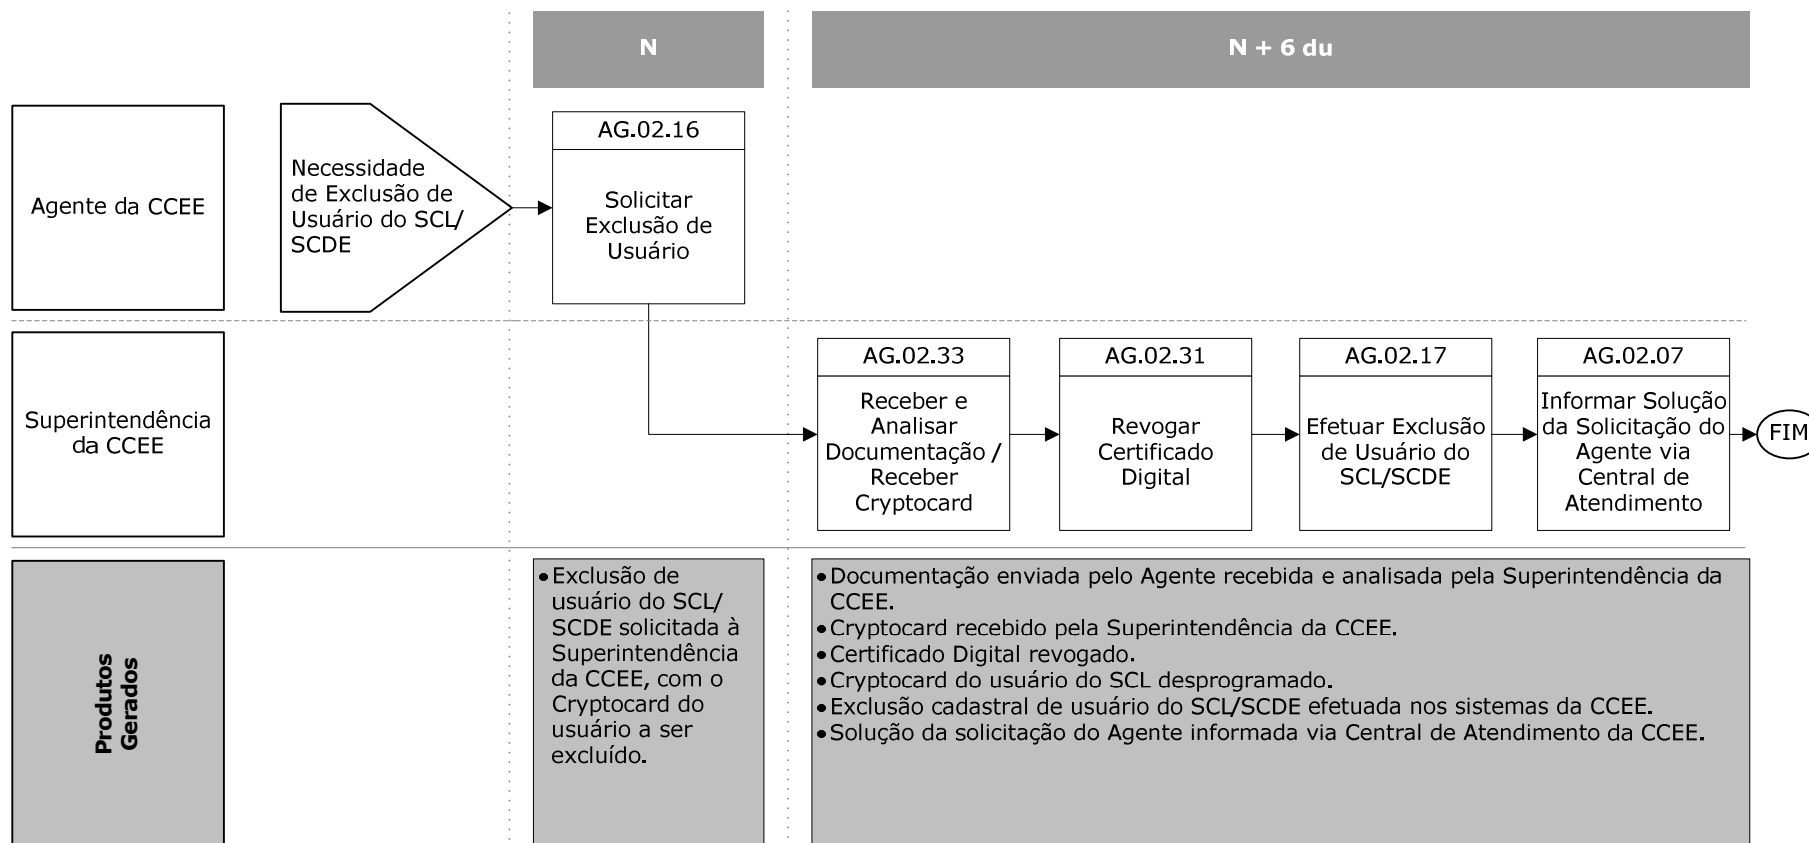 N
N + 6 du
Agente da CCEE
Necessidade
de Exclusão de
Usuário do SCL/
SCDE
AG.02.16
Solicitar
Exclusão de
Usuário
Superintendência
da CCEE
AG.02.33
Receber e
Analisar
Documentação /
Receber
Cryptocard
AG.02.31
Revogar
Certificado
Digital
AG.02.17
Efetuar Exclusão
de Usuário do
SCL/SCDE
AG.02.07
Informar Solução
da Solicitação do
Agente via
Central de
Atendimento
FIM
Produtos
Gerados
•Exclusão de
usuário do SCL/
SCDE solicitada à
Superintendência
da CCEE, com o
Cryptocard do
usuário a ser
excluído.
•Documentação enviada pelo Agente recebida e analisada pela Superintendência da
CCEE.
•Cryptocard recebido pela Superintendência da CCEE.
•Certificado Digital revogado.
•Cryptocard do usuário do SCL desprogramado.
•Exclusão cadastral de usuário do SCL/SCDE efetuada nos sistemas da CCEE.
•Solução da solicitação do Agente informada via Central de Atendimento da CCEE.